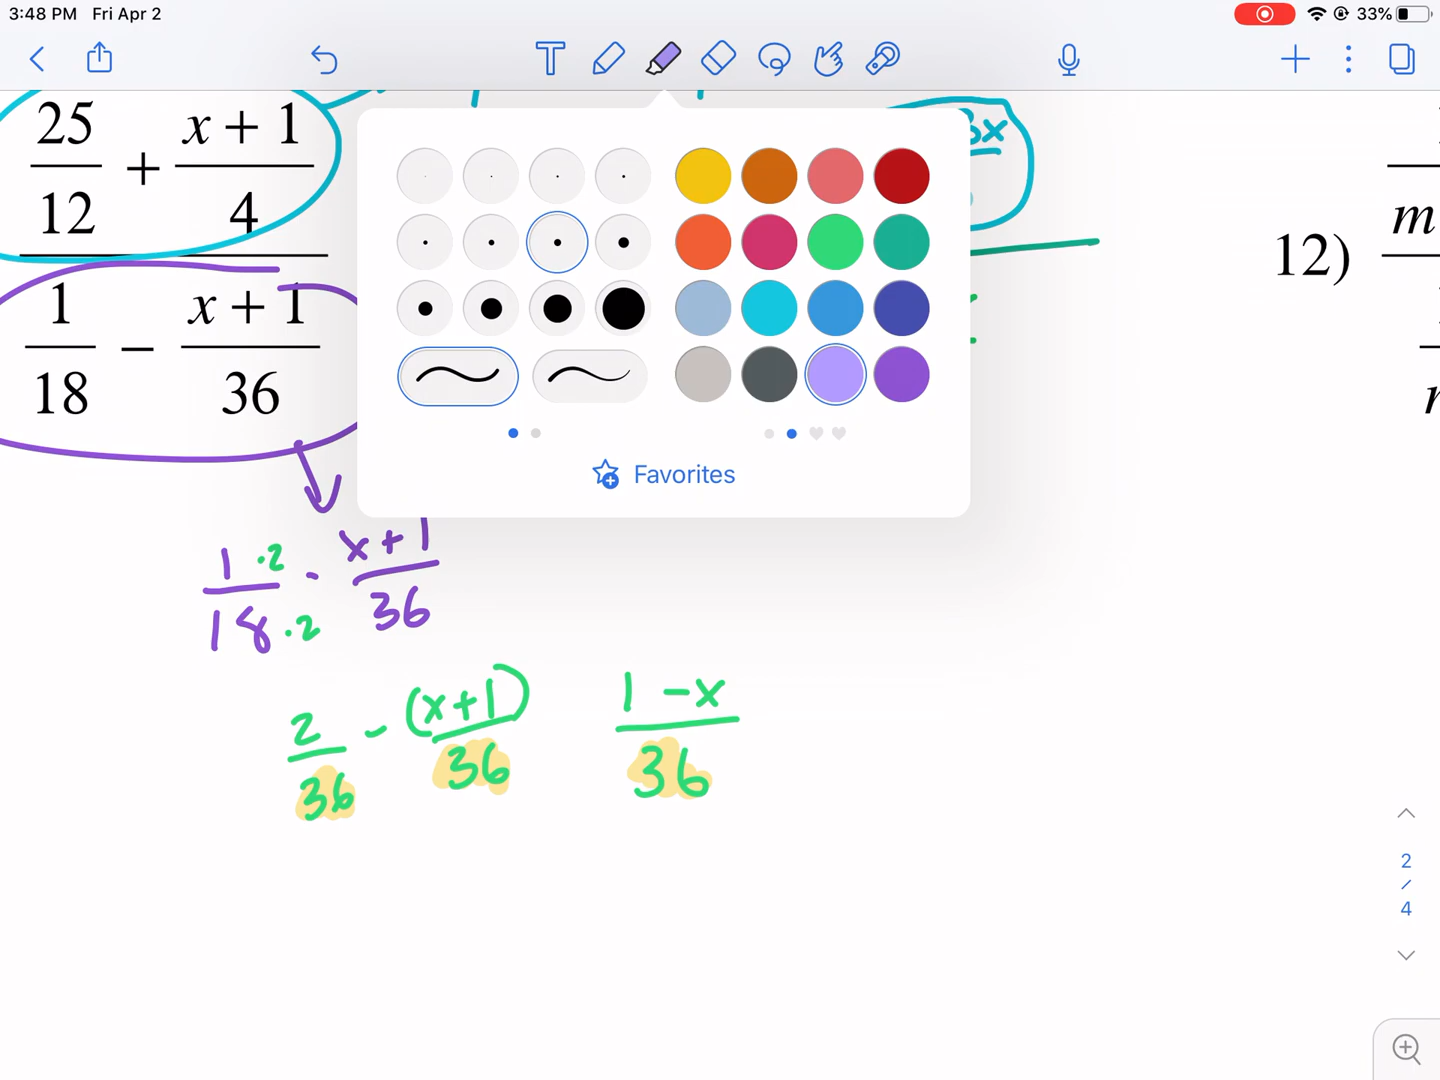 3:48 PM Fri Apr 2 33%
T
25/12 + (x + 1)/4
1/18 − (x + 1)/36
12)
m
Favorites
1 ·2/18 ·2 - x+1/36
2/36 - (x+1)/36 1 -x/36
2
/
4